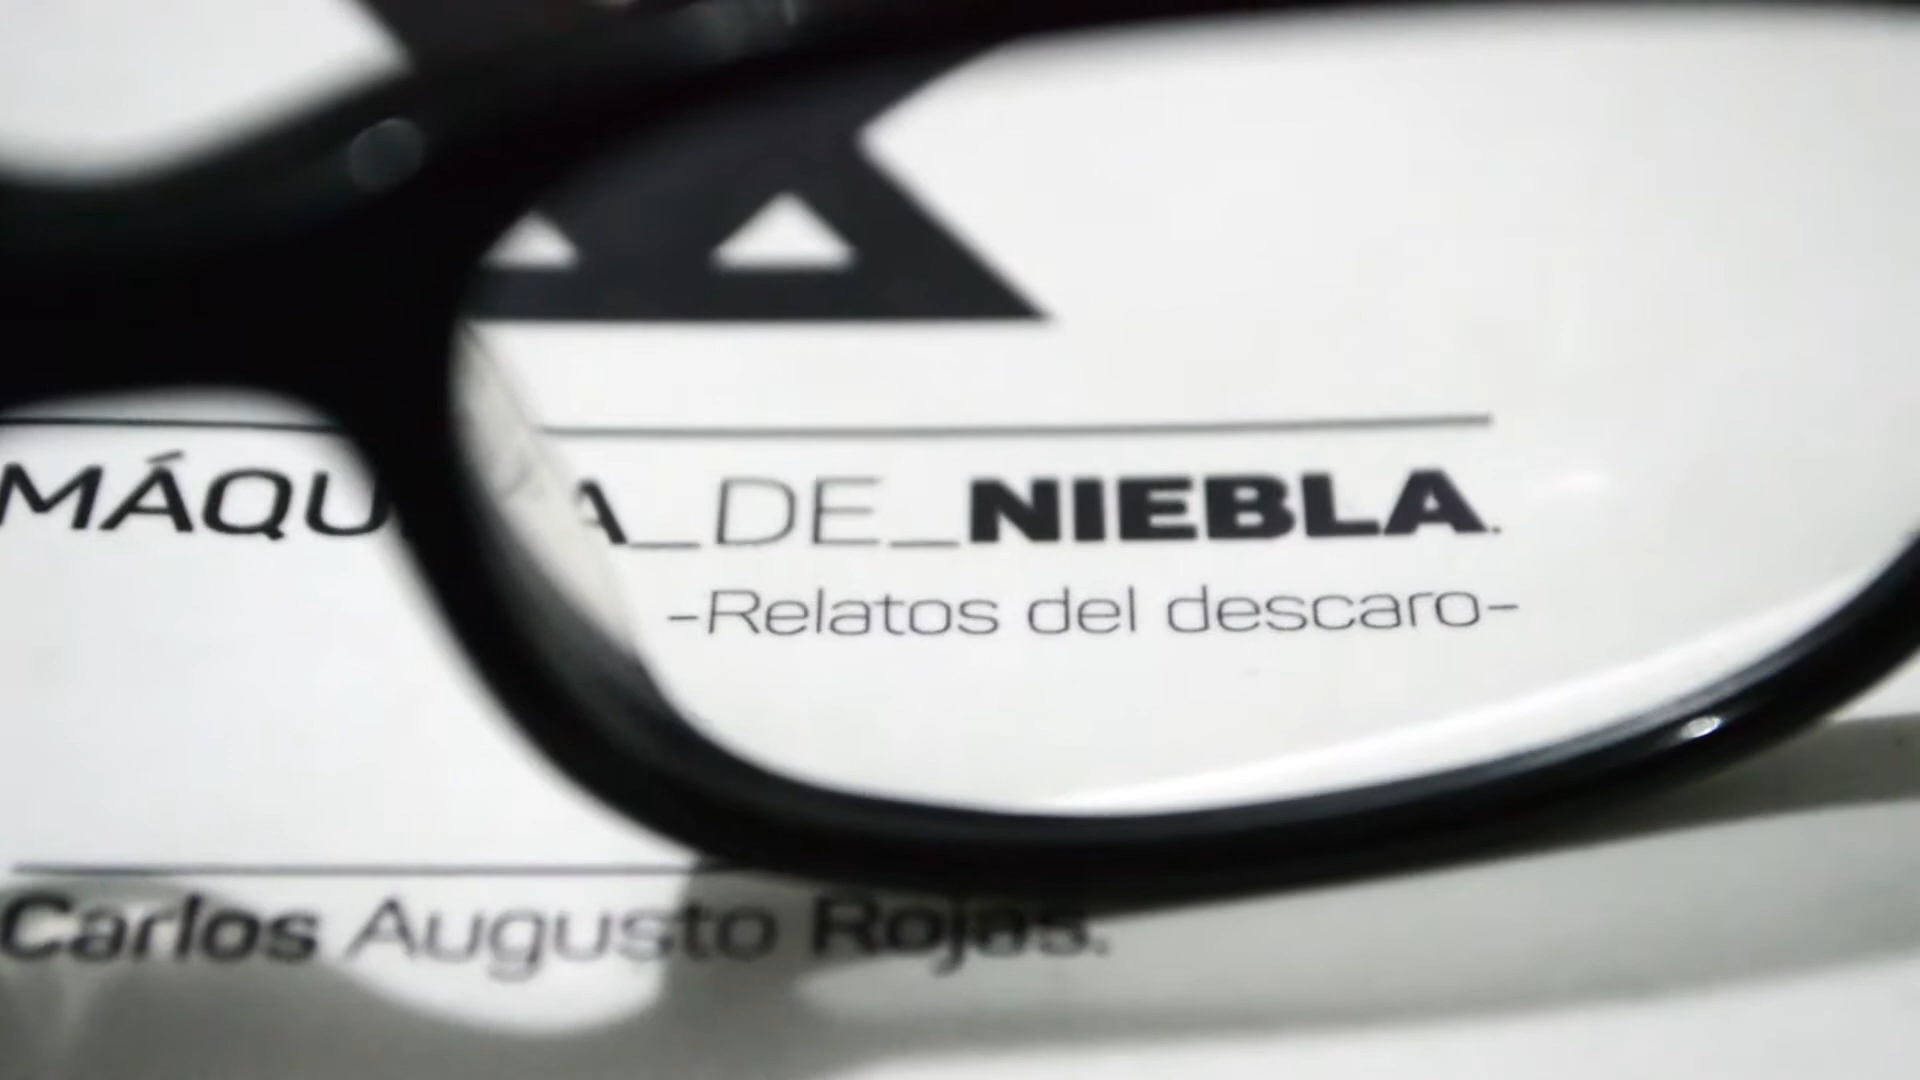 MÁQU A_DE_NIEBLA.
-Relatos del descaro-
Carlos Augusto Rojas.